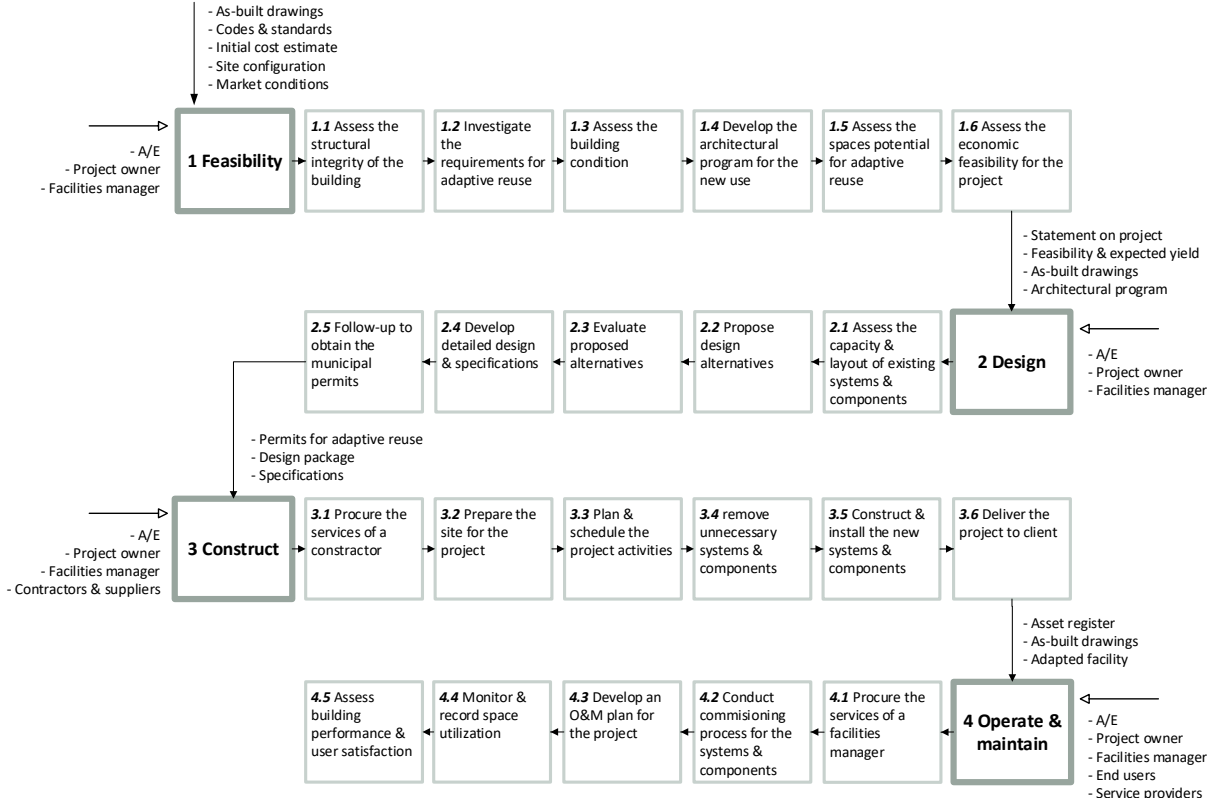 - As-built drawings
- Codes & standards
- Initial cost estimate
- Site configuration
- Market conditions
- A/E
- Project owner
- Facilities manager
1 Feasibility
1.1 Assess the
structural
integrity of the
building
1.2 Investigate
the
requirements for
adaptive reuse
1.3 Assess the
building
condition
1.4 Develop the
architectural
program for the
new use
1.5 Assess the
spaces potential
for adaptive
reuse
1.6 Assess the
economic
feasibility for the
project
- Statement on project
- Feasibility & expected yield
- As-built drawings
- Architectural program
2 Design
- A/E
- Project owner
- Facilities manager
2.1 Assess the
capacity &
layout of existing
systems &
components
2.2 Propose
design
alternatives
2.3 Evaluate
proposed
alternatives
2.4 Develop
detailed design
& specifications
2.5 Follow-up to
obtain the
municipal
permits
- Permits for adaptive reuse
- Design package
- Specifications
- A/E
- Project owner
- Facilities manager
- Contractors & suppliers
3 Construct
3.1 Procure the
services of a
constractor
3.2 Prepare the
site for the
project
3.3 Plan &
schedule the
project activities
3.4 remove
unnecessary
systems &
components
3.5 Construct &
install the new
systems &
components
3.6 Deliver the
project to client
- Asset register
- As-built drawings
- Adapted facility
4 Operate &
maintain
- A/E
- Project owner
- Facilities manager
- End users
- Service providers
4.1 Procure the
services of a
facilities
manager
4.2 Conduct
commisioning
process for the
systems &
components
4.3 Develop an
O&M plan for
the project
4.4 Monitor &
record space
utilization
4.5 Assess
building
performance &
user satisfaction